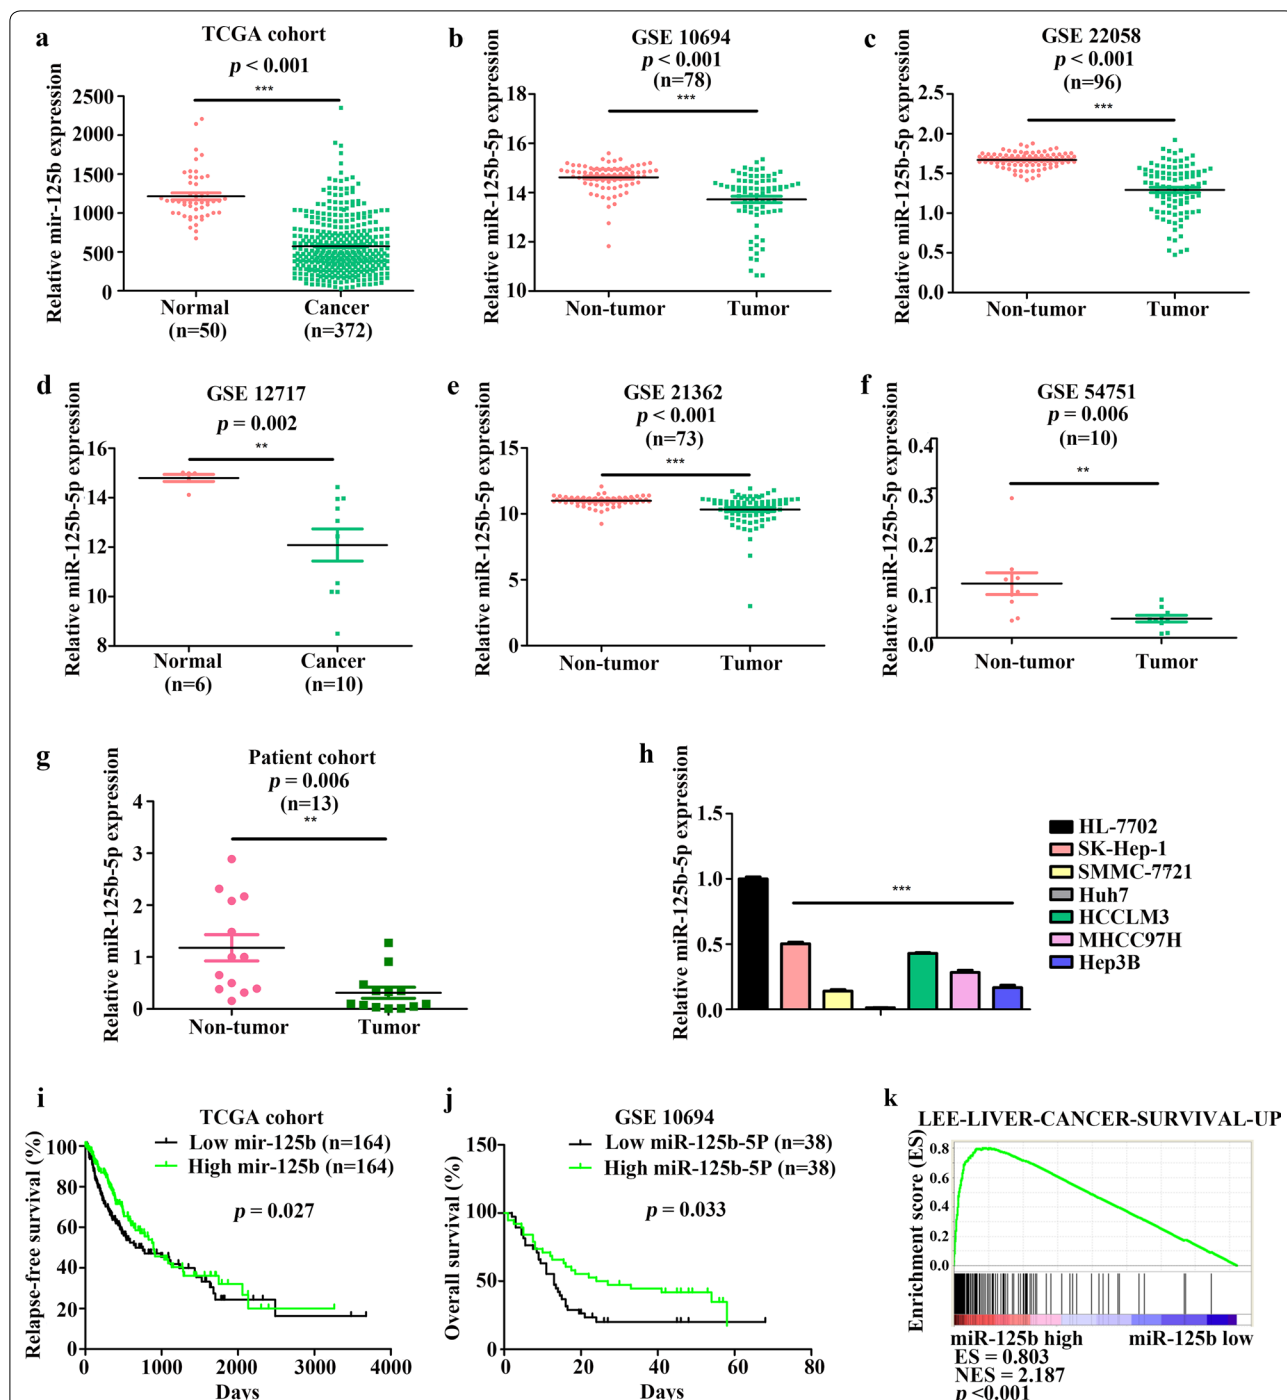 a
TCGA cohort
p < 0.001
***
Relative mir-125b expression
2500
2000
1500
1000
500
0
Normal
(n=50)
Cancer
(n=372)
b
GSE 10694
p < 0.001
(n=78)
***
Relative miR-125b-5p expression
18
16
14
12
10
Non-tumor
Tumor
c
GSE 22058
p < 0.001
(n=96)
***
Relative miR-125b-5p expression
2.5
2.0
1.5
1.0
0.5
0.0
Non-tumor
Tumor
d
GSE 12717
p = 0.002
**
Relative miR-125b-5p expression
16
14
12
10
8
Normal
(n=6)
Cancer
(n=10)
e
GSE 21362
p < 0.001
(n=73)
***
Relative miR-125b-5p expression
15
10
5
0
Non-tumor
Tumor
f
GSE 54751
p = 0.006
(n=10)
**
Relative miR-125b-5p expression
0.4
0.3
0.2
0.1
0.0
Non-tumor
Tumor
g
Patient cohort
p = 0.006
(n=13)
**
Relative miR-125b-5p expression
4
3
2
1
0
Non-tumor
Tumor
h
Relative miR-125b-5p expression
1.5
1.0
0.5
0.0
***
HL-7702
SK-Hep-1
SMMC-7721
Huh7
HCCLM3
MHCC97H
Hep3B
i
TCGA cohort
Low mir-125b (n=164)
High mir-125b (n=164)
p = 0.027
Relapse-free survival (%)
100
80
60
40
20
0
0 1000 2000 3000 4000
Days
j
GSE 10694
Low miR-125b-5P (n=38)
High miR-125b-5P (n=38)
p = 0.033
Overall survival (%)
150
100
50
0
0 20 40 60 80
Days
k
LEE-LIVER-CANCER-SURVIVAL-UP
Enrichment score (ES)
0.8
0.6
0.4
0.2
0.0
miR-125b high
miR-125b low
ES = 0.803
NES = 2.187
p <0.001